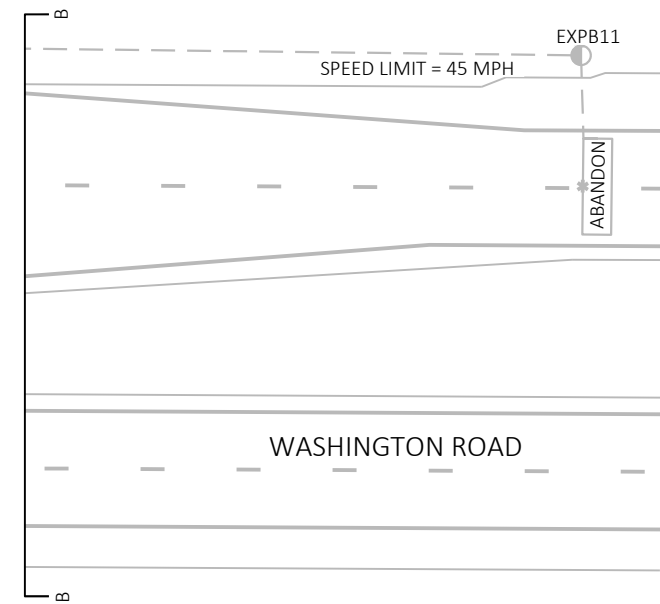 B
EXPB11
SPEED LIMIT = 45 MPH
ABANDON
WASHINGTON ROAD
B